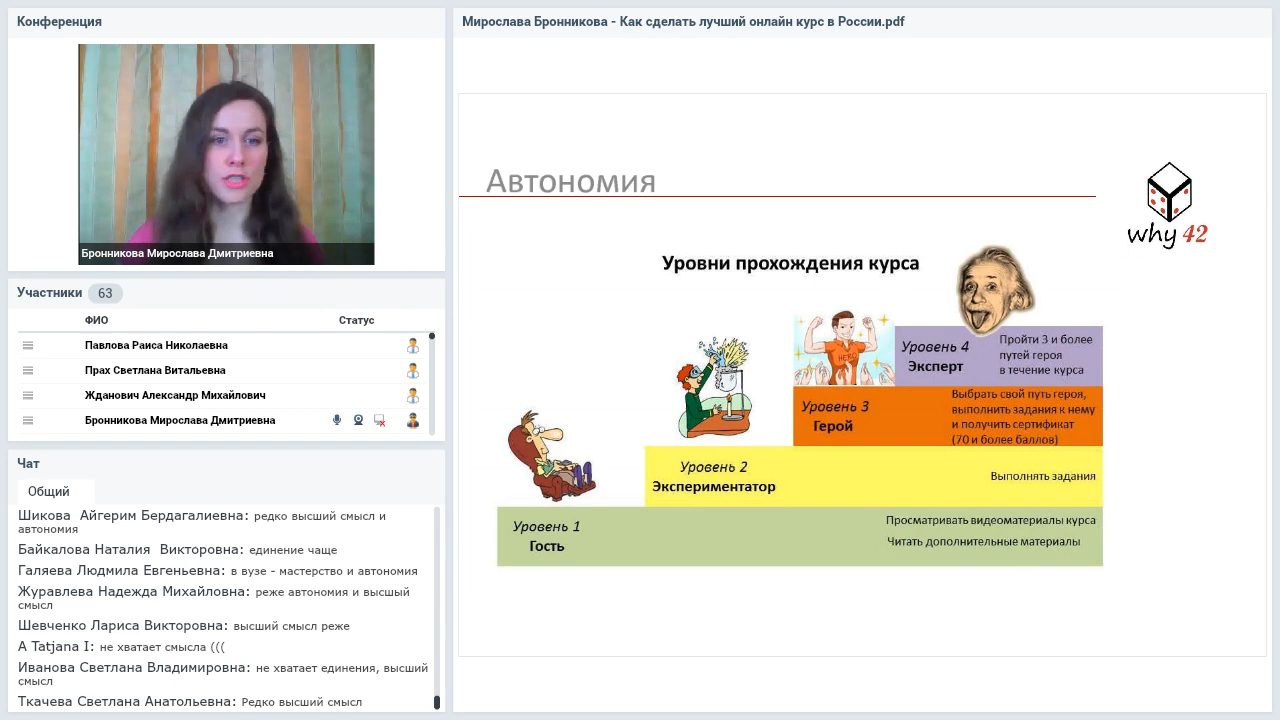 Конференция
Бронникова Мирослава Дмитриевна
Участники 63
ФИО Статус
Павлова Раиса Николаевна
Прах Светлана Витальевна
Жданович Александр Михайлович
Бронникова Мирослава Дмитриевна
Чат
Общий
Шикова Айгерим Бердагалиевна: редко высший смысл и
автономия
Байкалова Наталия Викторовна: единение чаще
Галяева Людмила Евгеньевна: в вузе - мастерство и автономия
Журавлева Надежда Михайловна: реже автономия и высшый
смысл
Шевченко Лариса Викторовна: высший смысл реже
A Tatjana I: не хватает смысла (((
Иванова Светлана Владимировна: не хватает единения, высший
смысл
Ткачева Светлана Анатольевна: Редко высший смысл
Мирослава Бронникова - Как сделать лучший онлайн курс в России.pdf
Автономия
why 42
Уровни прохождения курса
HERO
Уровень 4
Эксперт
Пройти 3 и более
путей героя
в течение курса
Уровень 3
Герой
Выбрать свой путь героя,
выполнить задания к нему
и получить сертификат
(70 и более баллов)
Уровень 2
Экспериментатор
Выполнять задания
Уровень 1
Гость
Просматривать видеоматериалы курса
Читать дополнительные материалы